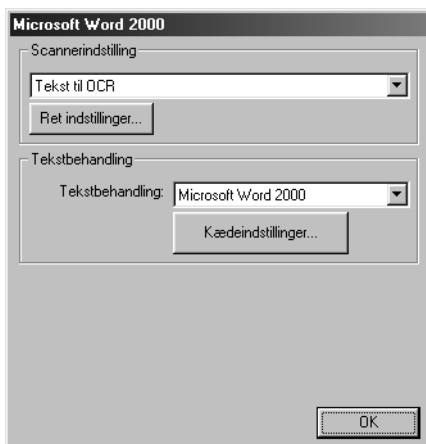 Microsoft Word 2000
Scannerindstilling
Tekst til OCR
Ret indstillinger...
Tekstbehandling
Tekstbehandling: Microsoft Word 2000
Kædeindstillinger...
OK